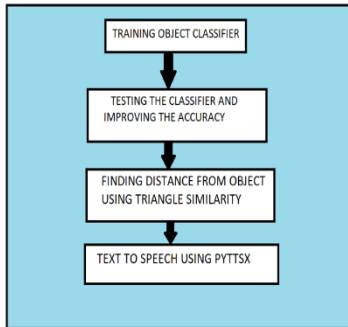 TRAINING OBJECT CLASSIFIER
TESTING THE CLASSIFIER AND
IMPROVING THE ACCURACY
FINDING DISTANCE FROM OBJECT
USING TRIANGLE SIMILARITY
TEXT TO SPEECH USING PYTTSX